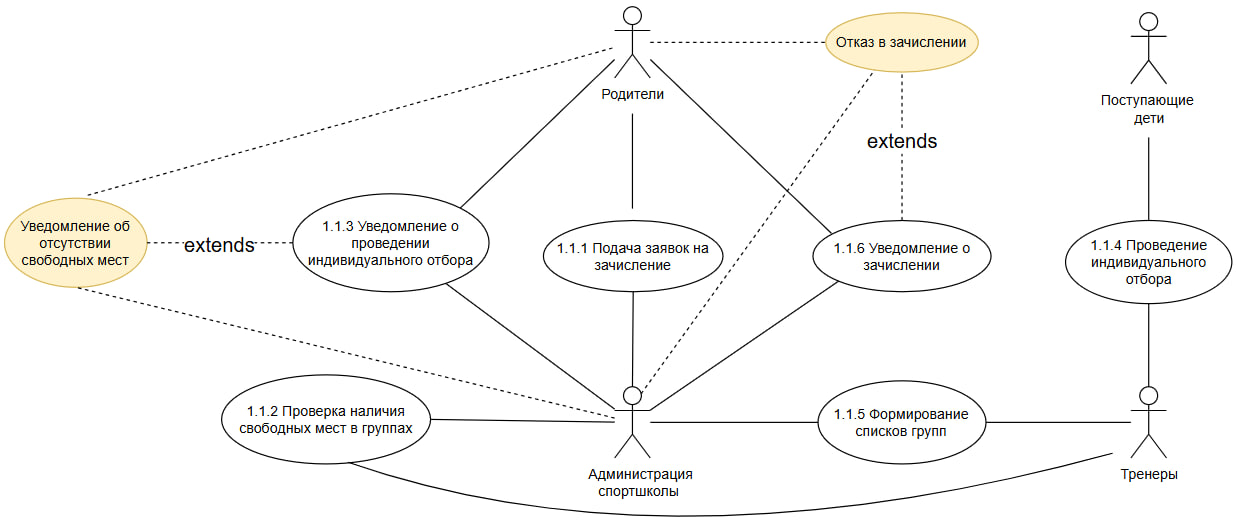 Отказ в зачислении
Родители
Поступающие
дети
extends
Уведомление об
отсутствии
свободных мест
extends
1.1.3 Уведомление о
проведении
индивидуального отбора
1.1.1 Подача заявок на
зачисление
1.1.6 Уведомление о
зачислении
1.1.4 Проведение
индивидуального
отбора
1.1.2 Проверка наличия
свободных мест в группах
1.1.5 Формирование
списков групп
Администрация
спортшколы
Тренеры